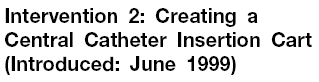 Intervention 2: Creating a
Central Catheter Insertion Cart
(Introduced: June 1999)